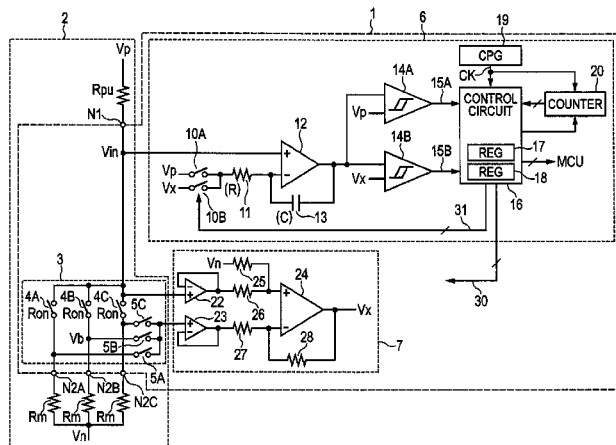 1
2
6
19
CPG
Vp
Rpu
N1
CK
14A
15A
20
CONTROL CIRCUIT
COUNTER
Vp
12
14B
15B
REG
17
MCU
Vin
10A
Vp
Vx
(R)
Vx
REG
18
10B
11
(C)
13
16
31
3
4A
4B
4C
5C
Ron
Ron
Ron
Vn
25
24
30
22
26
Vx
Vb
5B
23
27
28
7
5A
N2A
N2B
N2C
Rm
Rm
Rm
Vn